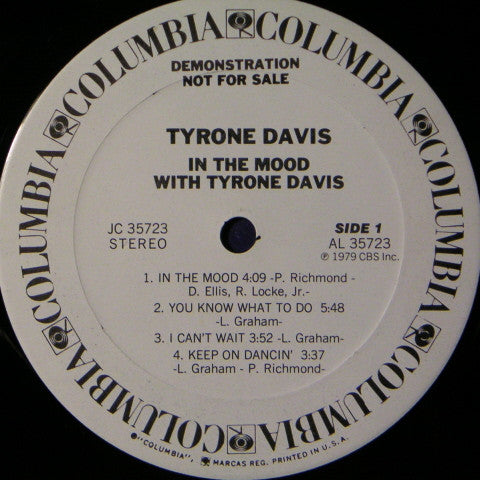 COLUMBIA COLUMBIA COLUMBIA COLUMBIA COLUMBIA COLUMBIA COLUMBIA COLUMBIA
DEMONSTRATION
NOT FOR SALE
TYRONE DAVIS
IN THE MOOD
WITH TYRONE DAVIS
JC 35723
STEREO
SIDE 1
AL 35723
℗ 1979 CBS Inc.
1. IN THE MOOD 4:09 -P. Richmond -
D. Ellis, R. Locke, Jr.-
2. YOU KNOW WHAT TO DO 5:48
-L. Graham-
3. I CAN'T WAIT 3:52 -L. Graham-
4. KEEP ON DANCIN' 3:37
-L. Graham - P. Richmond-
®"COLUMBIA", MARCAS REG. PRINTED IN U.S.A.